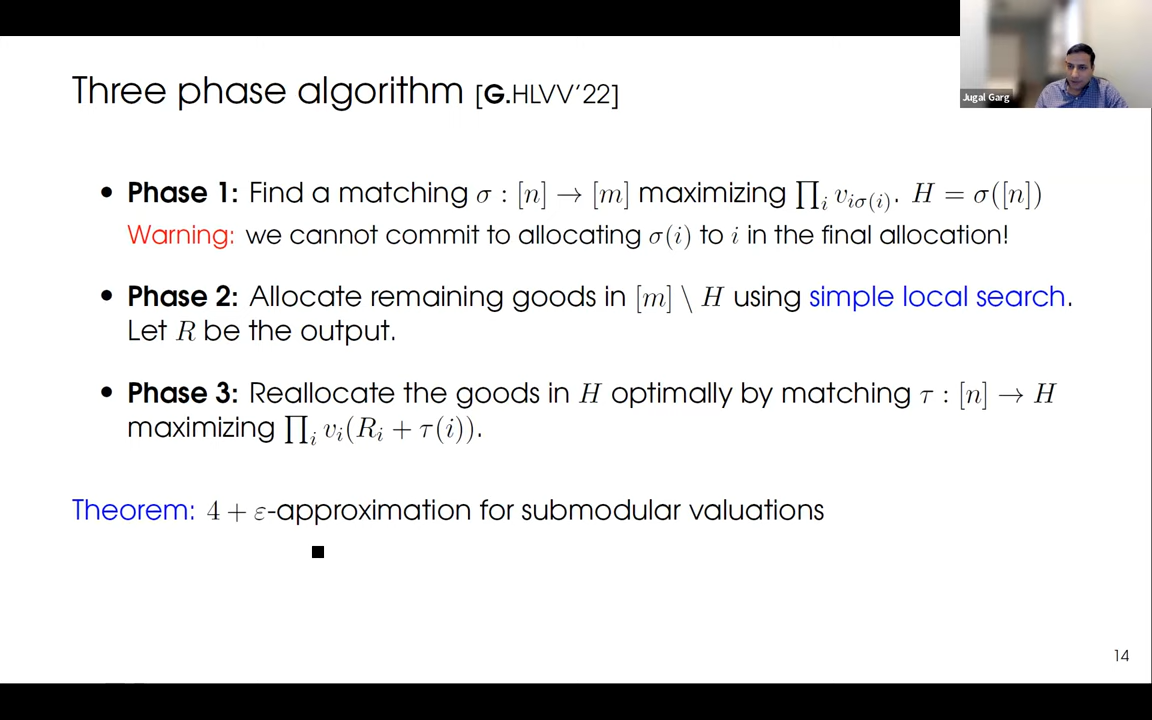 Three phase algorithm [G.HLVV'22]
Jugal Garg
• Phase 1: Find a matching σ : [n] → [m] maximizing ∏ᵢ v_{iσ(i)}. H = σ([n])
Warning: we cannot commit to allocating σ(i) to i in the final allocation!
• Phase 2: Allocate remaining goods in [m] \ H using simple local search.
Let R be the output.
• Phase 3: Reallocate the goods in H optimally by matching τ : [n] → H
maximizing ∏ᵢ vᵢ(Rᵢ + τ(i)).
Theorem: 4 + ε-approximation for submodular valuations
14